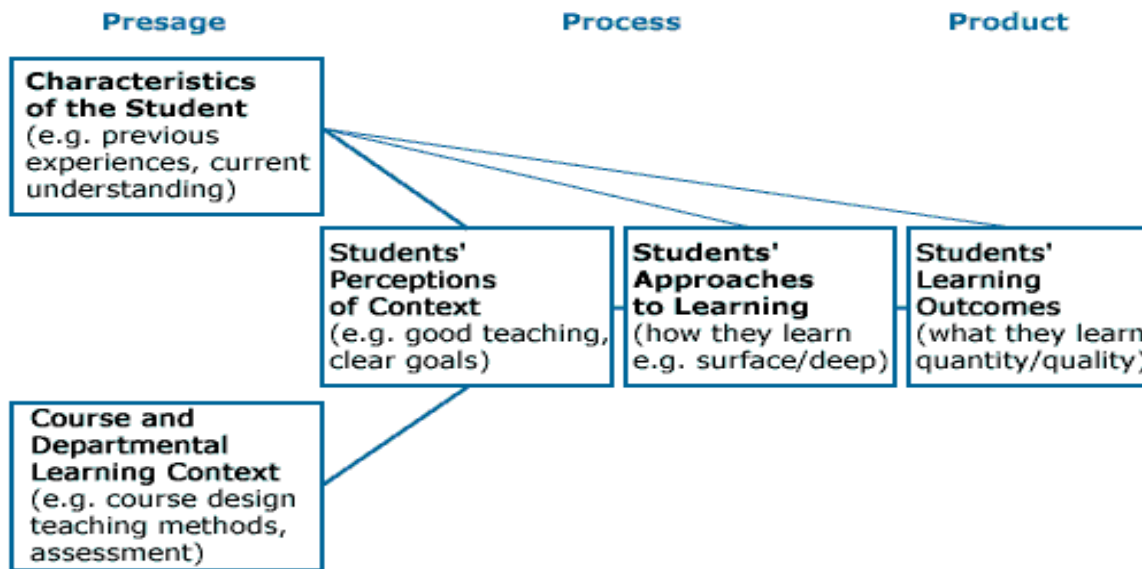 Presage
Process
Product
Characteristics
of the Student
(e.g. previous
experiences, current
understanding)
Students'
Perceptions
of Context
(e.g. good teaching,
clear goals)
Students'
Approaches
to Learning
(how they learn
e.g. surface/deep)
Students'
Learning
Outcomes
(what they learn
quantity/quality)
Course and
Departmental
Learning Context
(e.g. course design
teaching methods,
assessment)